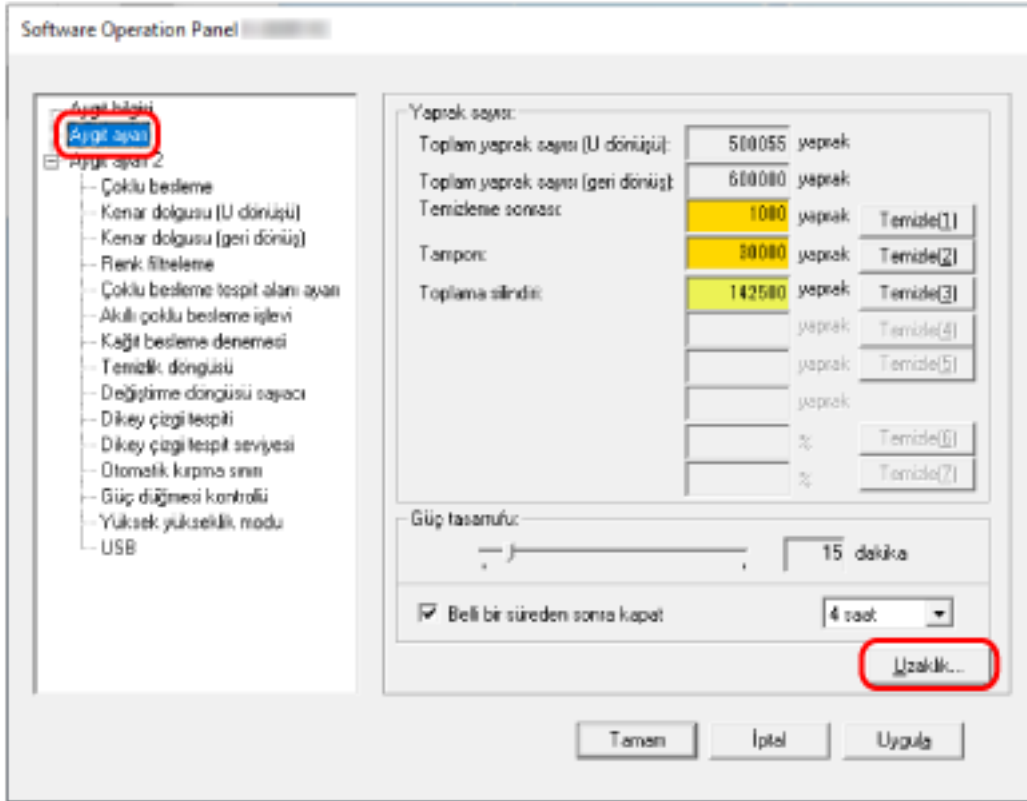 Software Operation Panel
Aygıt bilgisi
Aygıt ayarı
Aygıt ayarı 2
Çoklu besleme
Kenar dolgusu (U dönüşü)
Kenar dolgusu (geri dönüş)
Renk filtreleme
Çoklu besleme tespit alanı ayarı
Akıllı çoklu besleme işlevi
Kağıt besleme denemesi
Temizlik döngüsü
Değiştirme döngüsü sayacı
Dikey çizgi tespiti
Dikey çizgi tespit seviyesi
Otomatik kırpma sınırı
Güç düğmesi kontrolü
Yüksek yükseklik modu
USB
Yaprak sayısı:
Toplam yaprak sayısı (U dönüşü): 500055 yaprak
Toplam yaprak sayısı (geri dönüş): 600000 yaprak
Temizleme sonrası: 1000 yaprak Temizle(1)
Tampon: 30000 yaprak Temizle(2)
Toplama silindiri: 142500 yaprak Temizle(3)
yaprak Temizle(4)
yaprak Temizle(5)
yaprak
% Temizle(6)
% Temizle(7)
Güç tasarrufu:
15 dakika
Belli bir süreden sonra kapat 4 saat
Uzaklık...
Tamam İptal Uygula